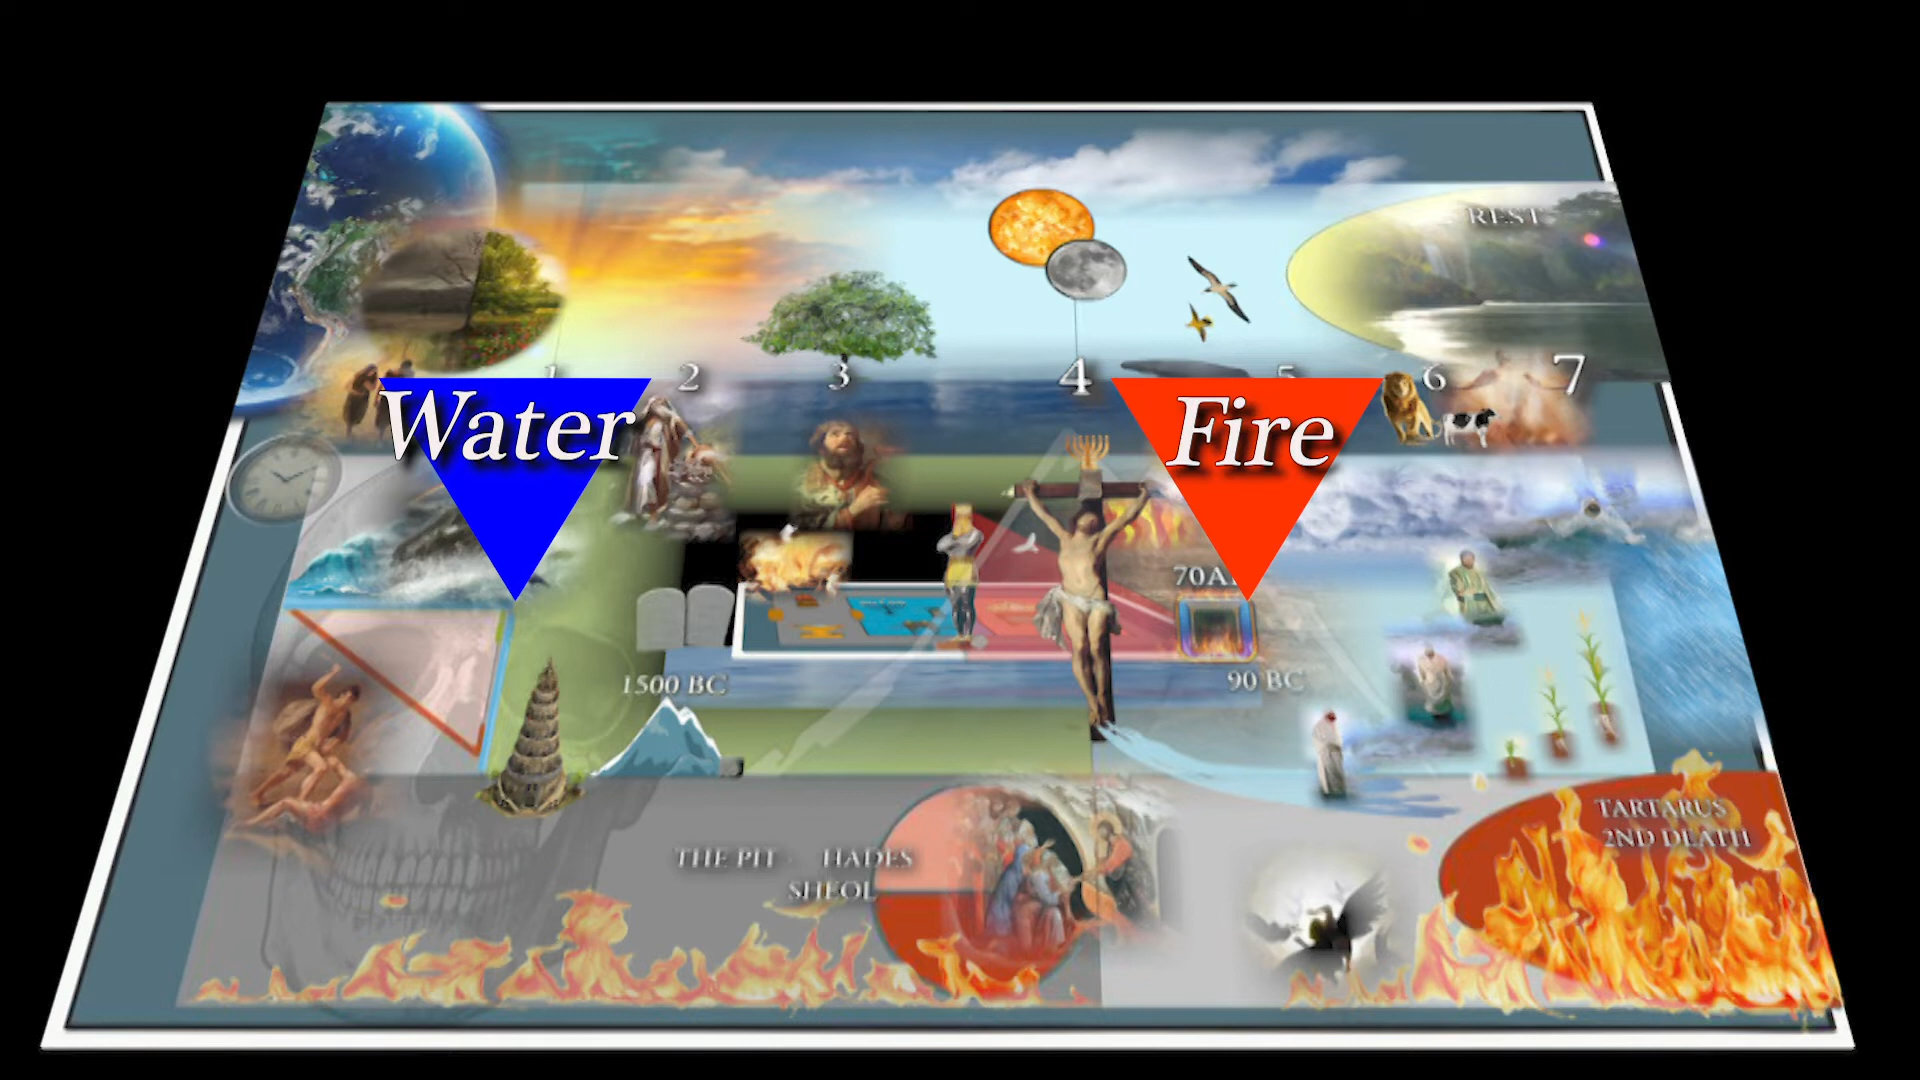 REST
1 2 3 4 5 6 7
Water
Fire
70A
1500 BC
90 BC
THE PIT - HADES
SHEOL
TARTARUS
2ND DEATH